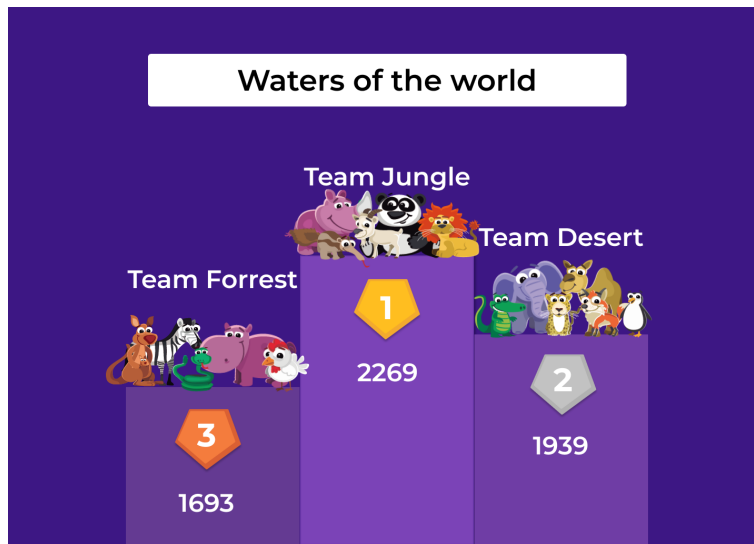 Waters of the world
Team Jungle
Team Desert
Team Forrest
1
2269
2
1939
3
1693